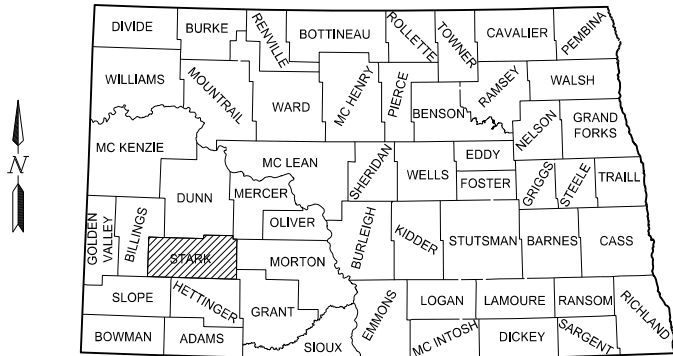 DIVIDE
BURKE
RENVILLE
BOTTINEAU
ROLLETTE
TOWNER
CAVALIER
PEMBINA
WILLIAMS
MOUNTRAIL
WARD
MC HENRY
PIERCE
BENSON
RAMSEY
WALSH
NELSON
GRAND
FORKS
N
MC KENZIE
MC LEAN
SHERIDAN
WELLS
EDDY
FOSTER
GRIGGS
STEELE
TRAILL
DUNN
MERCER
OLIVER
GOLDEN
VALLEY
BILLINGS
STARK
MORTON
BURLEIGH
KIDDER
STUTSMAN
BARNES
CASS
SLOPE
HETTINGER
GRANT
EMMONS
LOGAN
LAMOURE
RANSOM
RICHLAND
BOWMAN
ADAMS
SIOUX
MC INTOSH
DICKEY
SARGENT